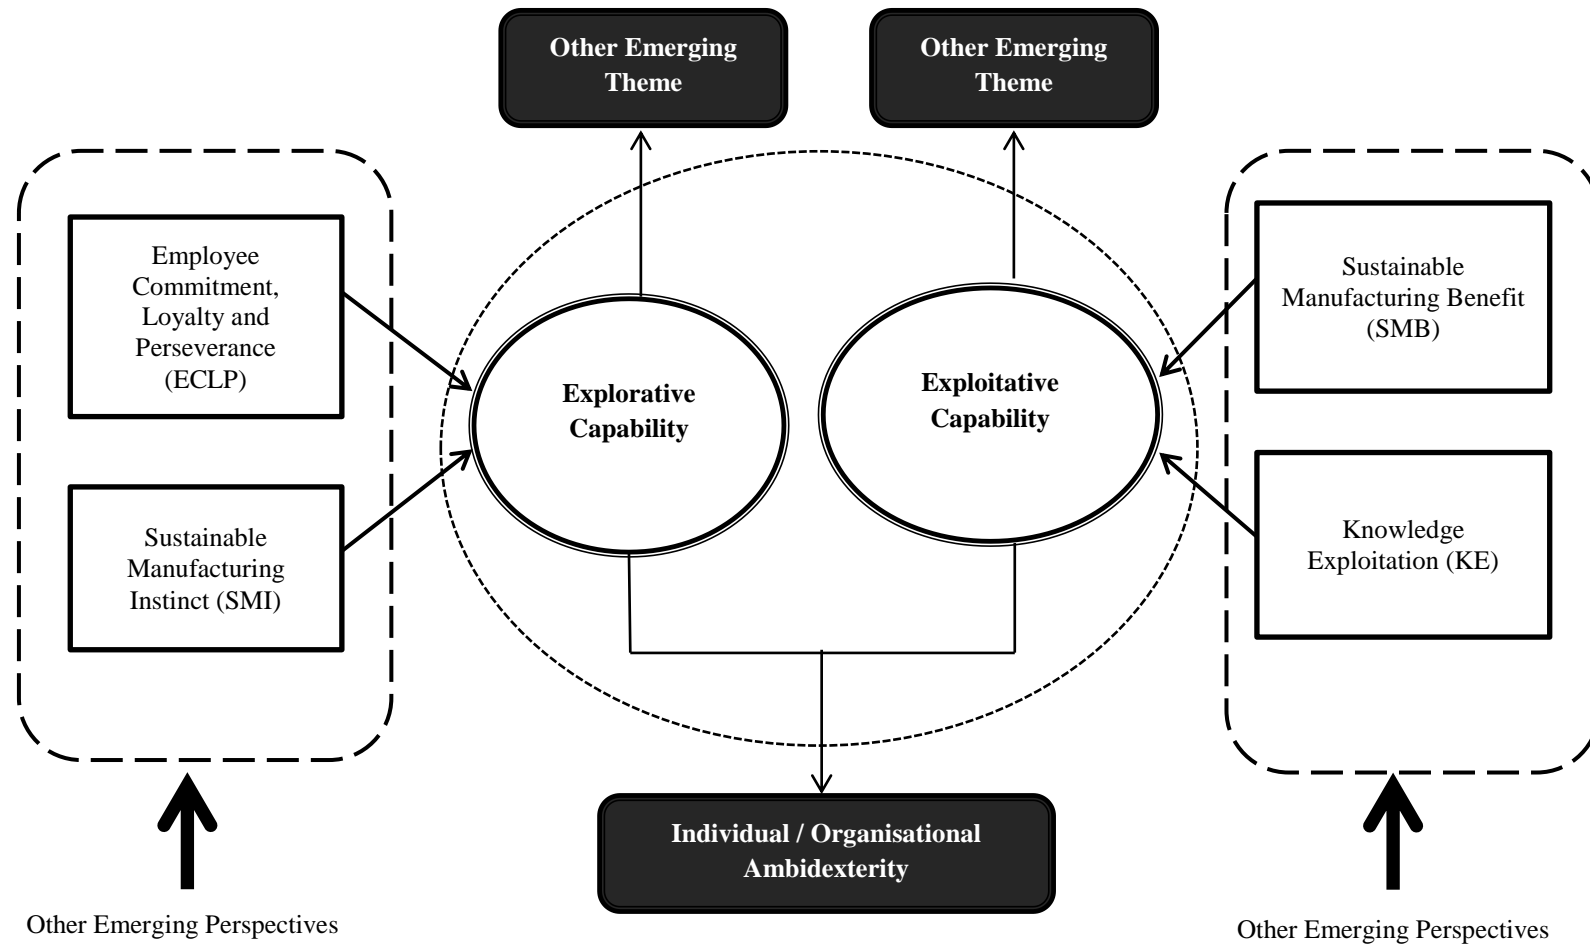 Other Emerging
Theme
Other Emerging
Theme
Employee
Commitment,
Loyalty and
Perseverance
(ECLP)
Sustainable
Manufacturing
Instinct (SMI)
Explorative
Capability
Exploitative
Capability
Sustainable
Manufacturing Benefit
(SMB)
Knowledge
Exploitation (KE)
Individual / Organisational
Ambidexterity
Other Emerging Perspectives
Other Emerging Perspectives